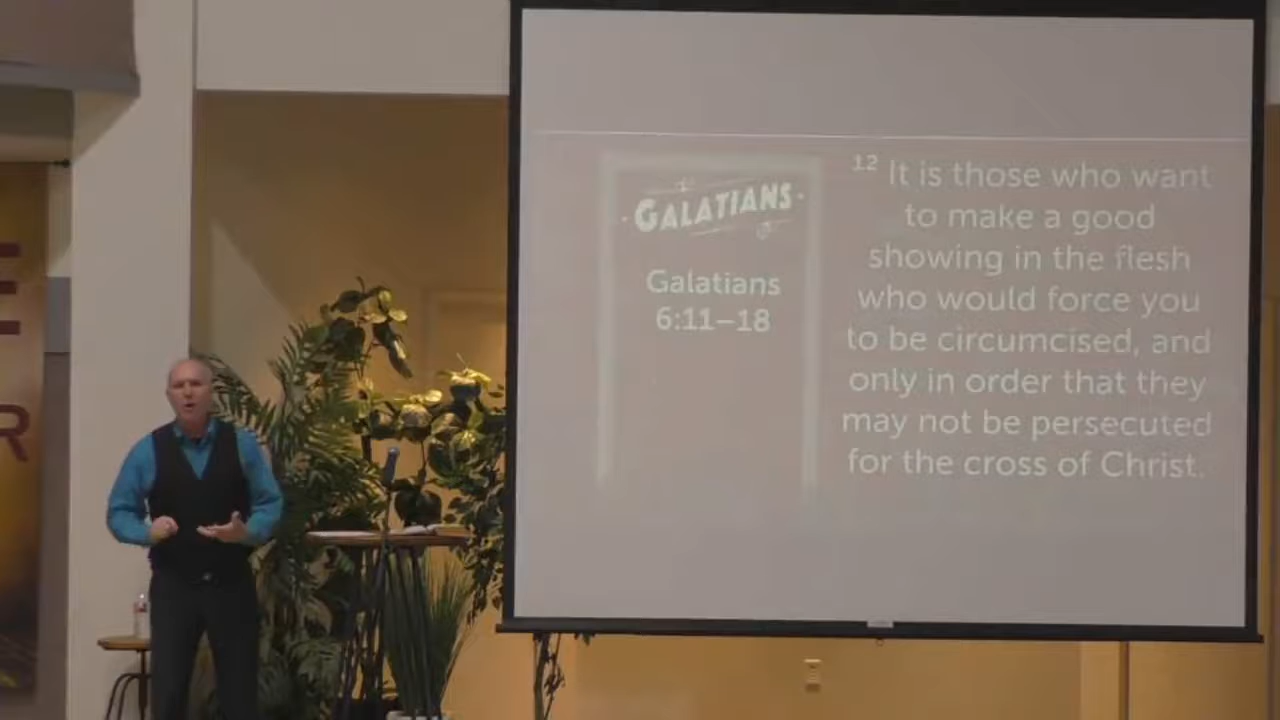 · GALATIANS ·
Galatians
6:11–18
12 It is those who want
to make a good
showing in the flesh
who would force you
to be circumcised, and
only in order that they
may not be persecuted
for the cross of Christ.
E
R